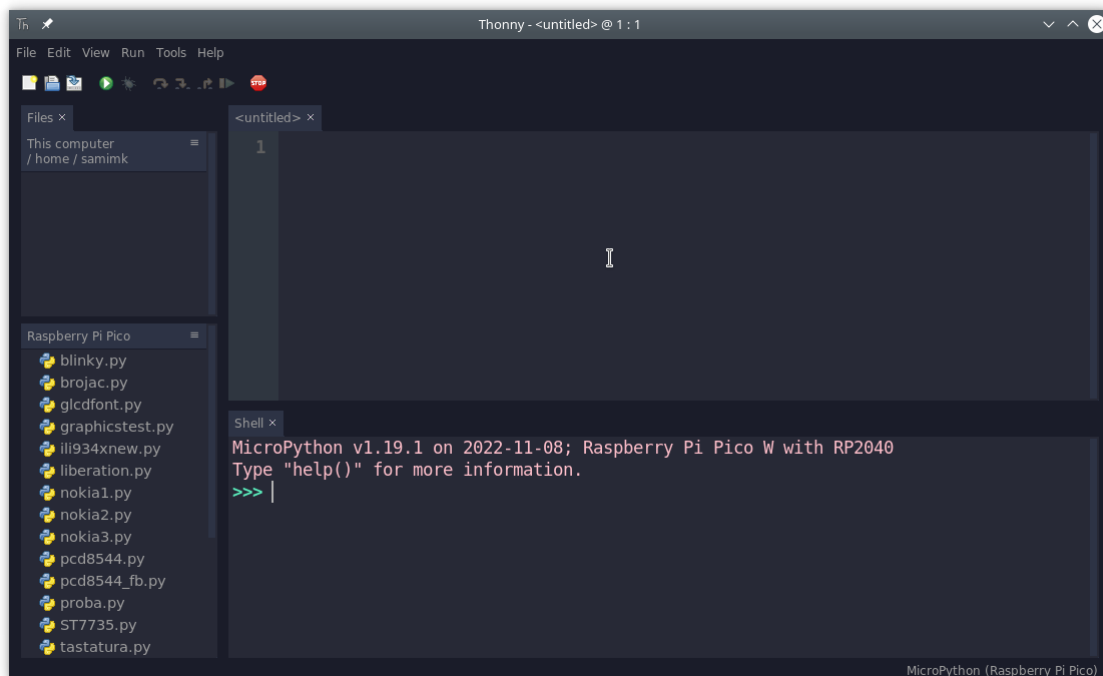 Th
Thonny - <untitled> @ 1 : 1
File Edit View Run Tools Help
STOP
Files ×
This computer
/ home / samimk
Raspberry Pi Pico
blinky.py
brojac.py
glcdfont.py
graphicstest.py
ili934xnew.py
liberation.py
nokia1.py
nokia2.py
nokia3.py
pcd8544.py
pcd8544_fb.py
proba.py
ST7735.py
tastatura.py
<untitled> ×
1
Shell ×
MicroPython v1.19.1 on 2022-11-08; Raspberry Pi Pico W with RP2040
Type "help()" for more information.
>>>
MicroPython (Raspberry Pi Pico)